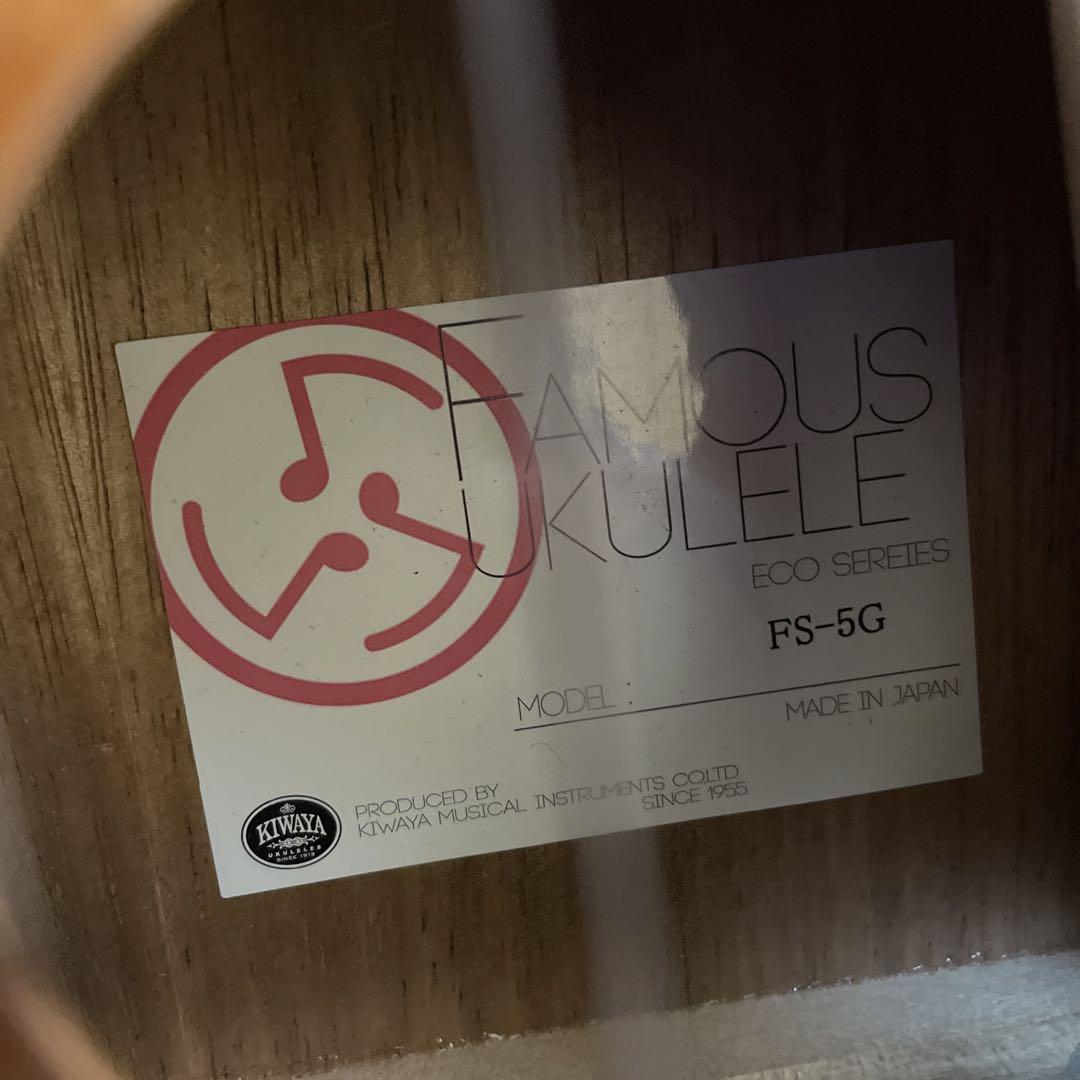 FAMOUS
UKULELE
ECO SEREIES
FS-5G
MODEL :
MADE IN JAPAN
KIWAYA
UKULELES
SINCE 1919
PRODUCED BY
KIWAYA MUSICAL INSTRUMENTS CO.LTD
SINCE 1955